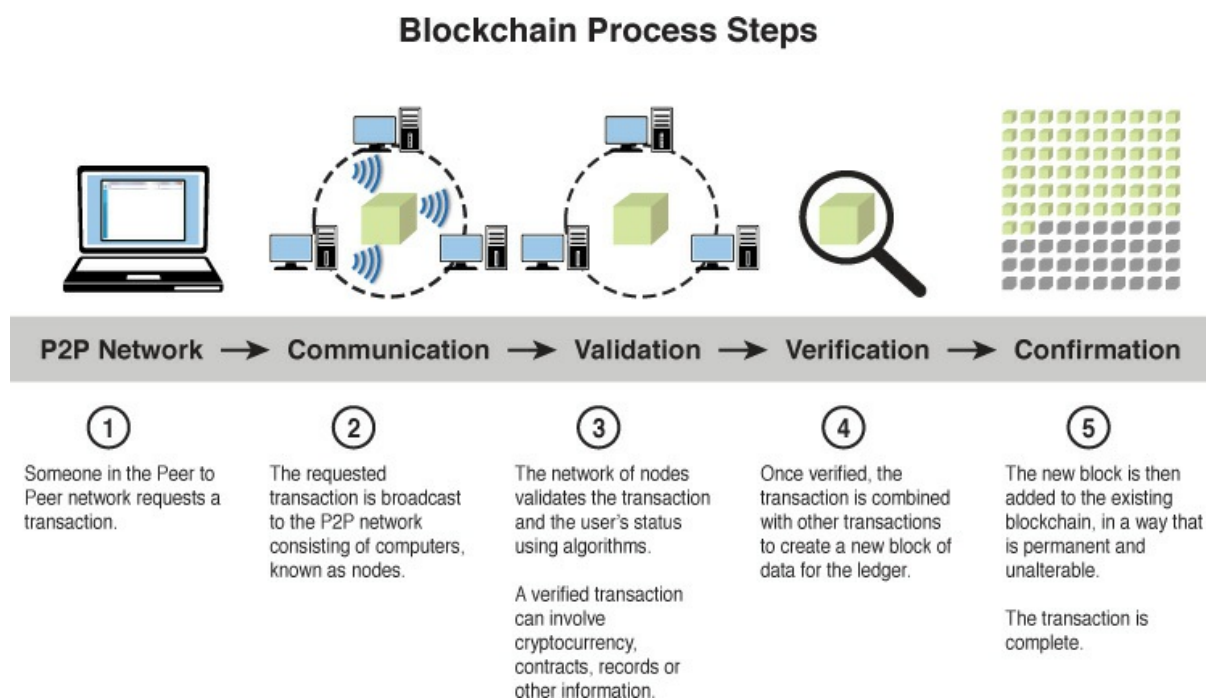 Blockchain Process Steps
P2P Network → Communication → Validation → Verification → Confirmation
1
Someone in the Peer to
Peer network requests a
transaction.
2
The requested
transaction is broadcast
to the P2P network
consisting of computers,
known as nodes.
3
The network of nodes
validates the transaction
and the user's status
using algorithms.
A verified transaction
can involve
cryptocurrency,
contracts, records or
other information.
4
Once verified, the
transaction is combined
with other transactions
to create a new block of
data for the ledger.
5
The new block is then
added to the existing
blockchain, in a way that
is permanent and
unalterable.
The transaction is
complete.